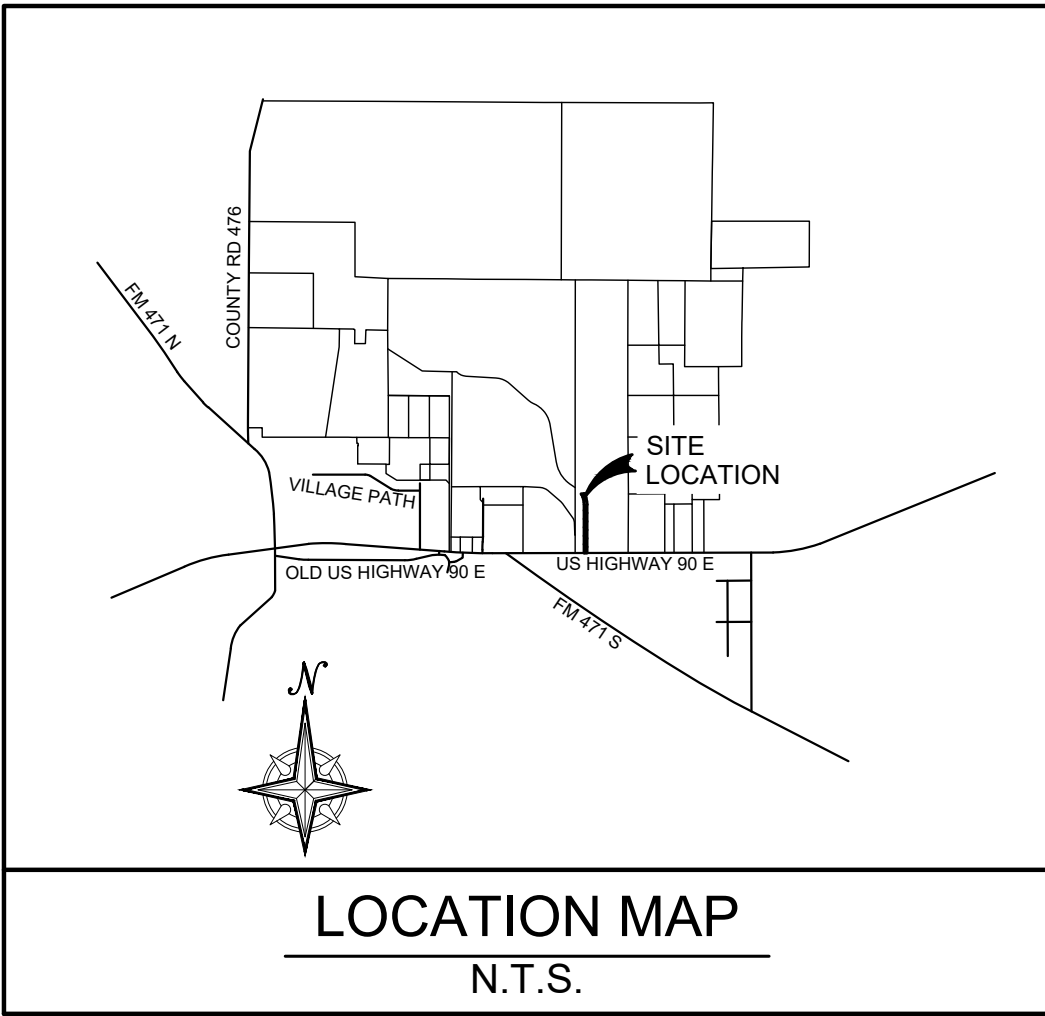 COUNTY RD 476
FM 471 N
SITE
LOCATION
VILLAGE PATH
OLD US HIGHWAY 90 E
US HIGHWAY 90 E
FM 471 S
N
LOCATION MAP
N.T.S.